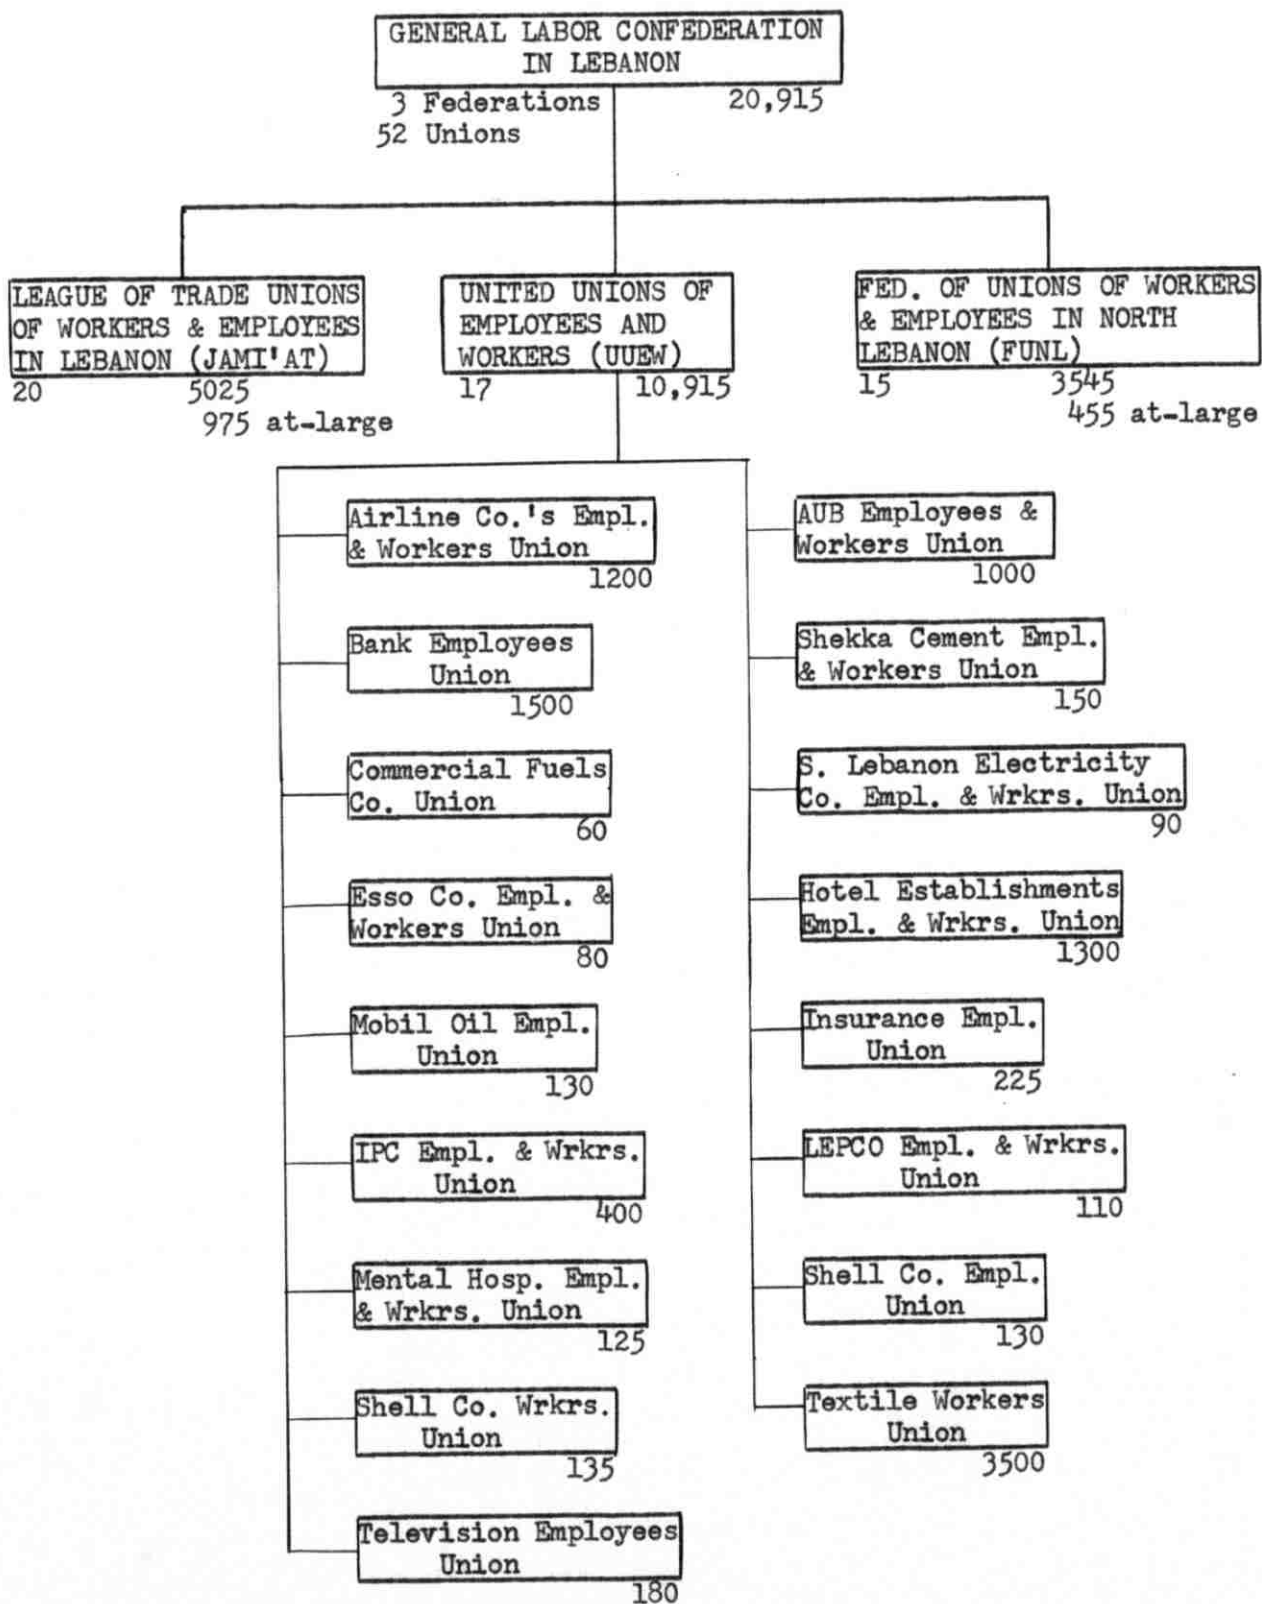 GENERAL LABOR CONFEDERATION
IN LEBANON
3 Federations 20,915
52 Unions
LEAGUE OF TRADE UNIONS
OF WORKERS & EMPLOYEES
IN LEBANON (JAMI'AT)
20 5025
975 at-large
UNITED UNIONS OF
EMPLOYEES AND
WORKERS (UUEW)
17 10,915
FED. OF UNIONS OF WORKERS
& EMPLOYEES IN NORTH
LEBANON (FUNL)
15 3545
455 at-large
Airline Co.'s Empl.
& Workers Union
1200
Bank Employees
Union
1500
Commercial Fuels
Co. Union
60
Esso Co. Empl. &
Workers Union
80
Mobil Oil Empl.
Union
130
IPC Empl. & Wrkrs.
Union
400
Mental Hosp. Empl.
& Wrkrs. Union
125
Shell Co. Wrkrs.
Union
135
Television Employees
Union
180
AUB Employees &
Workers Union
1000
Shekka Cement Empl.
& Workers Union
150
S. Lebanon Electricity
Co. Empl. & Wrkrs. Union
90
Hotel Establishments
Empl. & Wrkrs. Union
1300
Insurance Empl.
Union
225
LEPCO Empl. & Wrkrs.
Union
110
Shell Co. Empl.
Union
130
Textile Workers
Union
3500